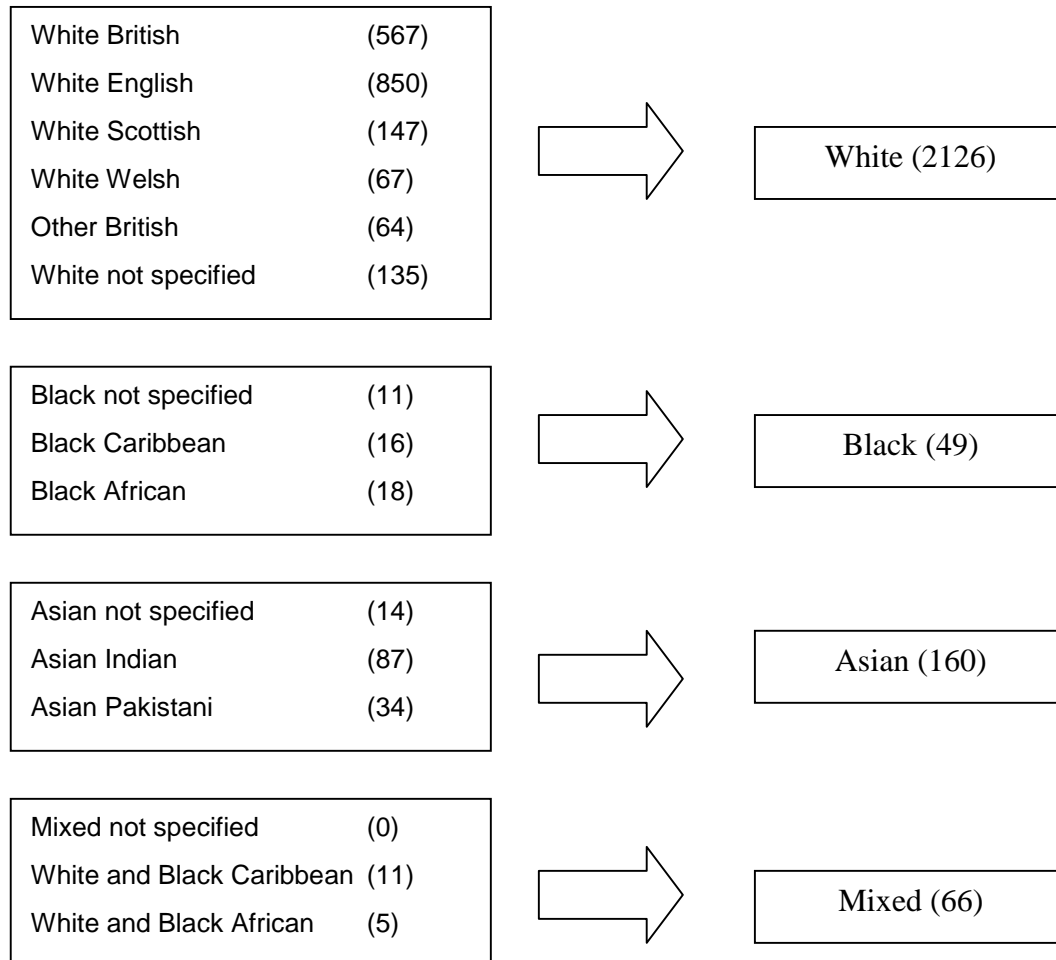 White British (567)
White English (850)
White Scottish (147)
White Welsh (67)
Other British (64)
White not specified (135)
White (2126)
Black not specified (11)
Black Caribbean (16)
Black African (18)
Black (49)
Asian not specified (14)
Asian Indian (87)
Asian Pakistani (34)
Asian (160)
Mixed not specified (0)
White and Black Caribbean (11)
White and Black African (5)
Mixed (66)